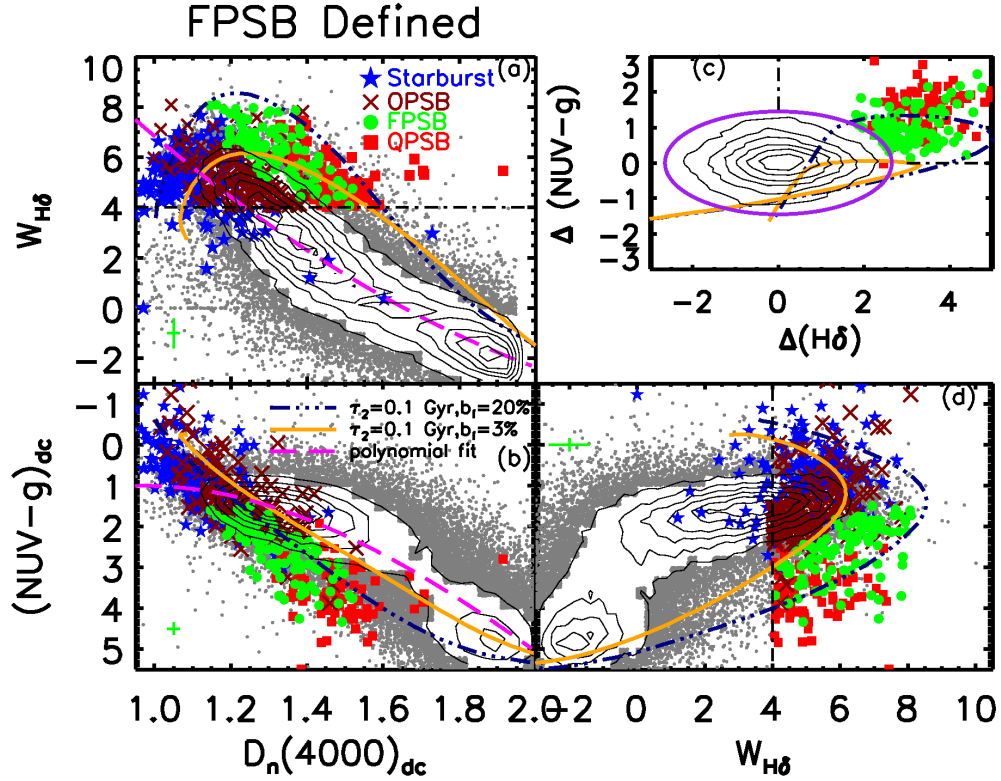 FPSB Defined
(a)
Starburst
OPSB
FPSB
QPSB
10
8
6
4
2
0
−2
W_Hδ
(c)
3
2
1
0
−1
−2
−3
Δ (NUV−g)
−2 0 2 4
Δ(Hδ)
τ₂=0.1 Gyr,b_f=20%
τ₂=0.1 Gyr,b_f=3%
polynomial fit
(b)
−1
0
1
2
3
4
5
(NUV−g)_dc
1.0 1.2 1.4 1.6 1.8 2.0
D_n(4000)_dc
(d)
−2 0 2 4 6 8 10
W_Hδ